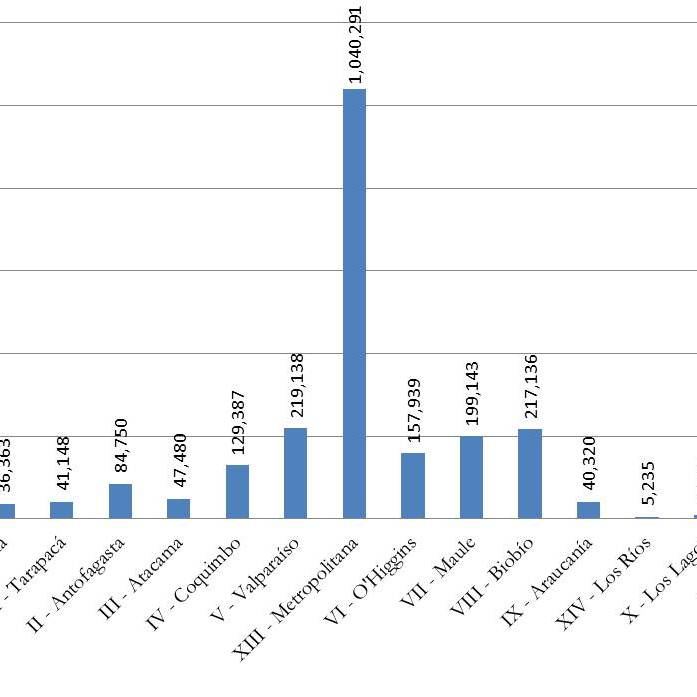 36,363
41,148
84,750
47,480
129,387
219,138
1,040,291
157,939
199,143
217,136
40,320
5,235
- Tarapacá
II - Antofagasta
III - Atacama
IV - Coquimbo
V - Valparaíso
XIII - Metropolitana
VI - O'Higgins
VII - Maule
VIII - Biobío
IX - Araucanía
XIV - Los Ríos
X - Los Lago